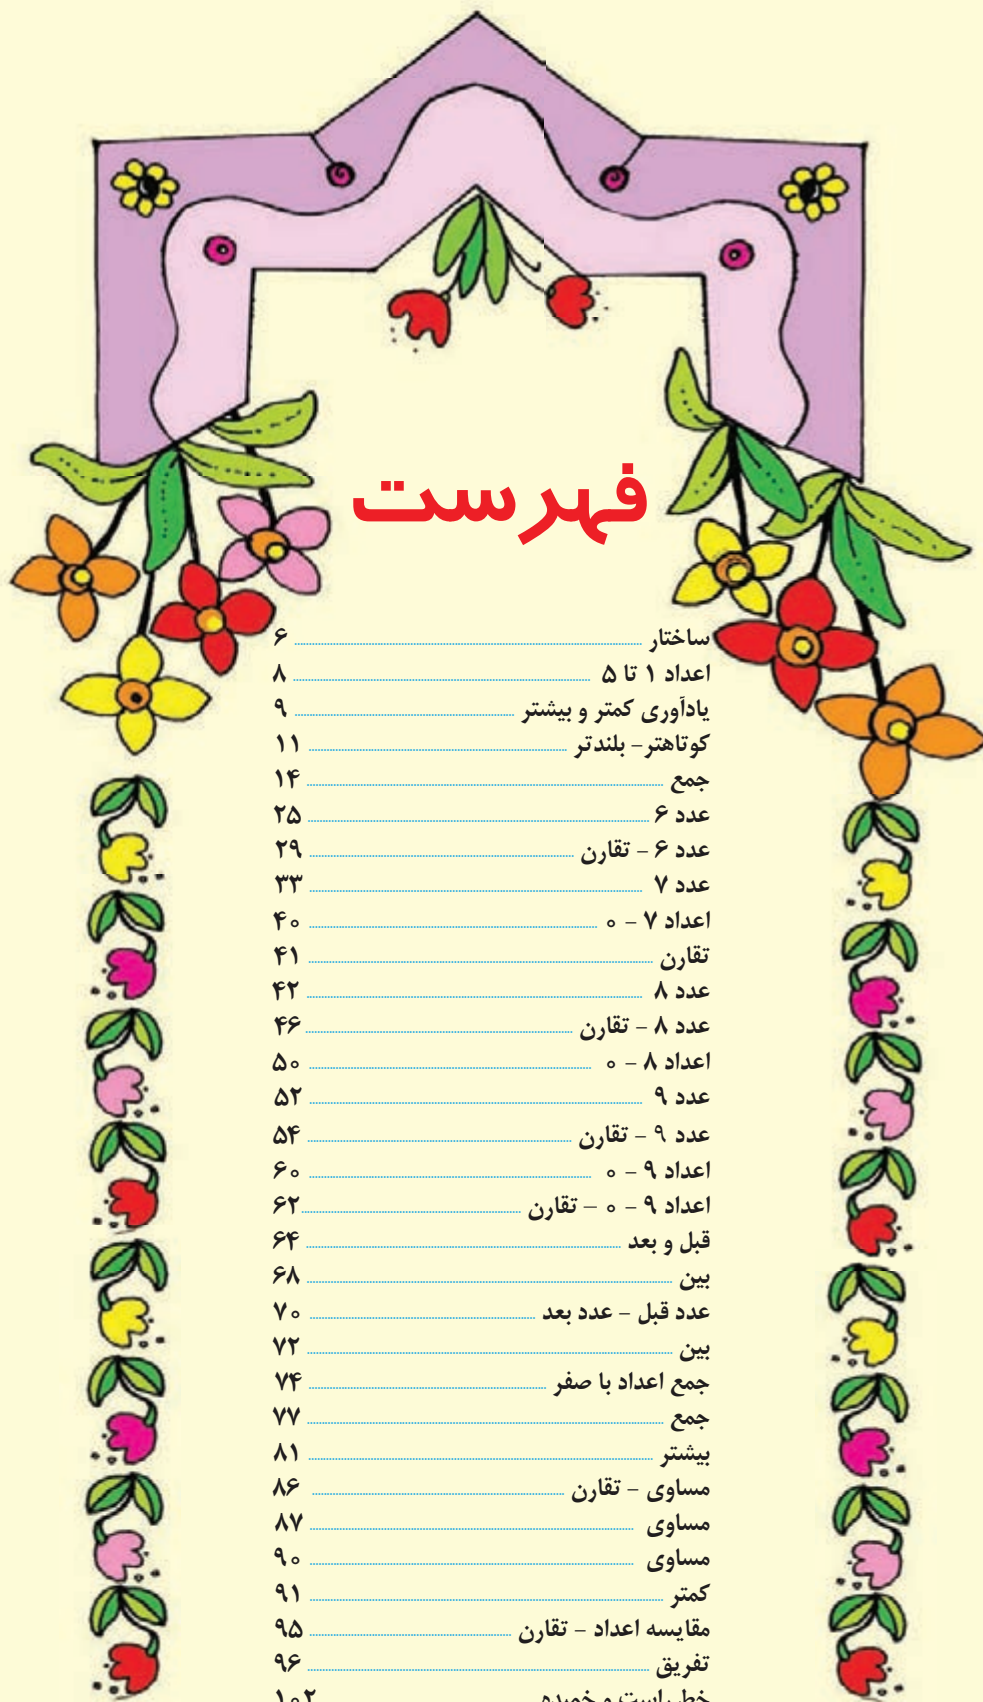 فهرست
ساختار ۶
اعداد ۱ تا ۵ ۸
یادآوری کمتر و بیشتر ۹
کوتاهتر- بلندتر ۱۱
جمع ۱۴
عدد ۶ ۲۵
عدد ۶ - تقارن ۲۹
عدد ۷ ۳۳
اعداد ۷ - ۰ ۴۰
تقارن ۴۱
عدد ۸ ۴۲
عدد ۸ - تقارن ۴۶
اعداد ۸ - ۰ ۵۰
عدد ۹ ۵۲
عدد ۹ - تقارن ۵۴
اعداد ۹ - ۰ ۶۰
اعداد ۹ - ۰ – تقارن ۶۲
قبل و بعد ۶۴
بین ۶۸
عدد قبل - عدد بعد ۷۰
بین ۷۲
جمع اعداد با صفر ۷۴
جمع ۷۷
بیشتر ۸۱
مساوی - تقارن ۸۶
مساوی ۸۷
مساوی ۹۰
کمتر ۹۱
مقایسه اعداد - تقارن ۹۵
تفریق ۹۶
خط راست و خمیده ۱۰۲